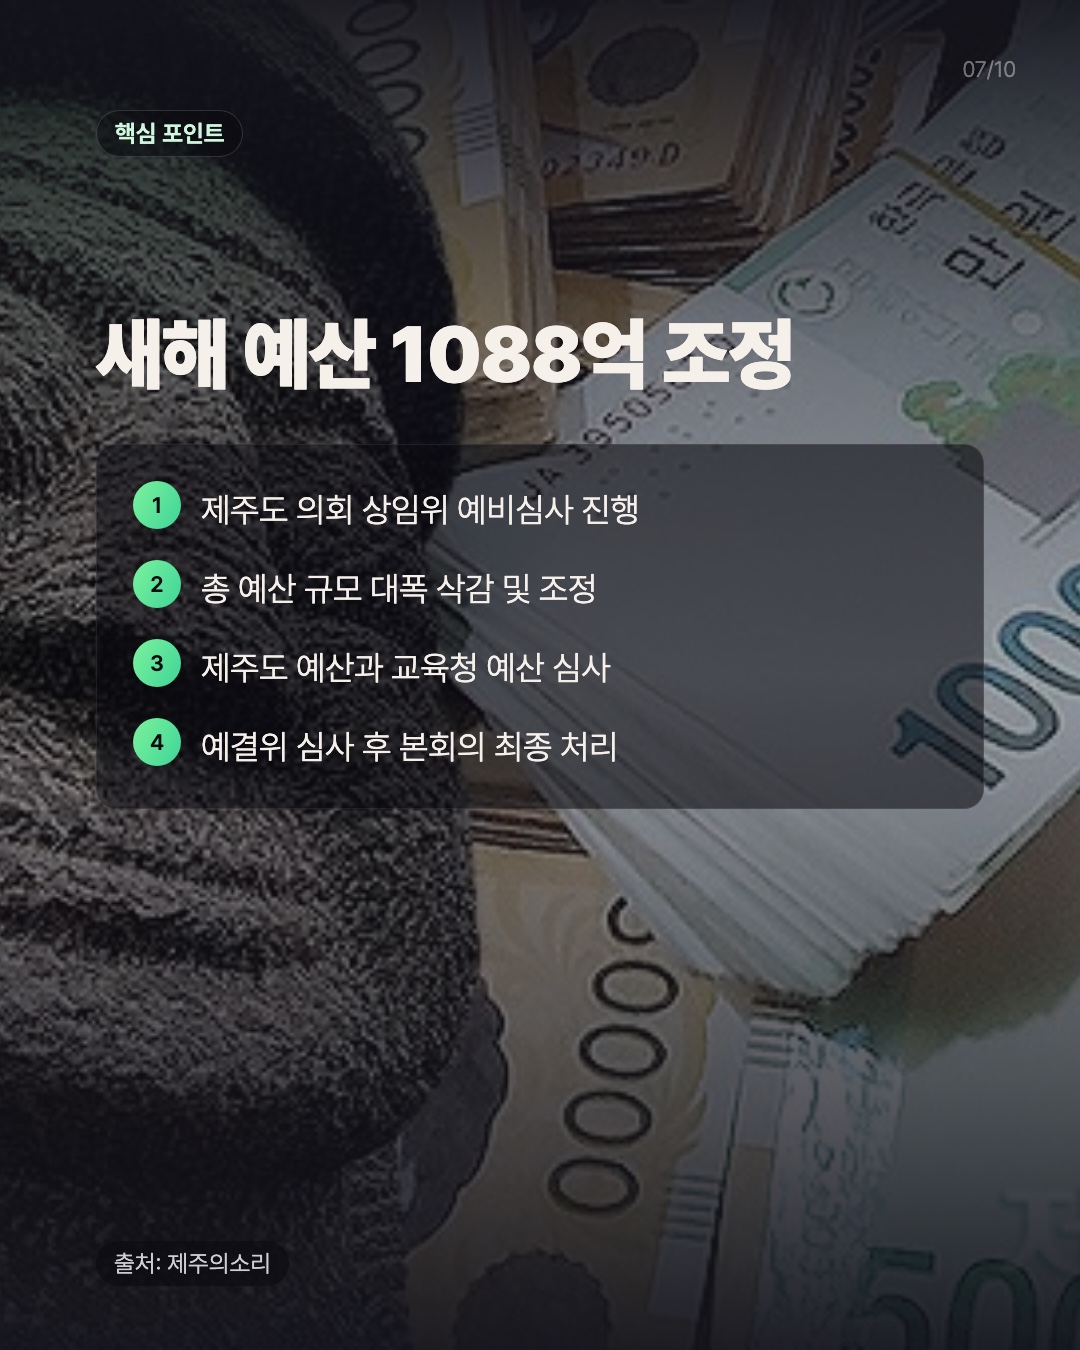 07/10
핵심 포인트
새해 예산 1088억 조정
1 제주도 의회 상임위 예비심사 진행
2 총 예산 규모 대폭 삭감 및 조정
3 제주도 예산과 교육청 예산 심사
4 예결위 심사 후 본회의 최종 처리
출처: 제주의소리